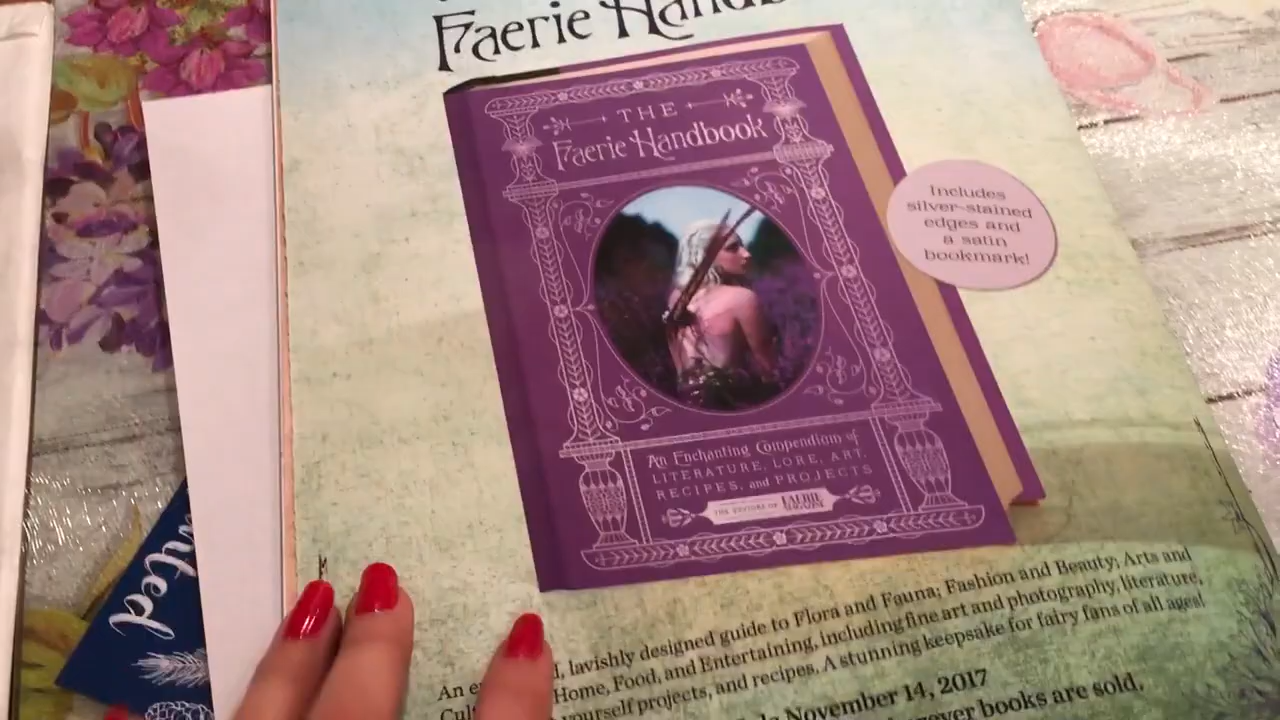 Faerie Handb
THE
Faerie Handbook
Includes
silver-stained
edges and
a satin
bookmark!
An Enchanting Compendium of
LITERATURE, LORE, ART,
RECIPES, and PROJECTS
THE EDITORS OF FAERIE
MAGAZINE
An e , lavishly designed guide to Flora and Fauna; Fashion and Beauty; Arts and
Cult Home, Food, and Entertaining, including fine art and photography, literature,
yourself projects, and recipes. A stunning keepsake for fairy fans of all ages!
November 14, 2017
books are sold.
nted